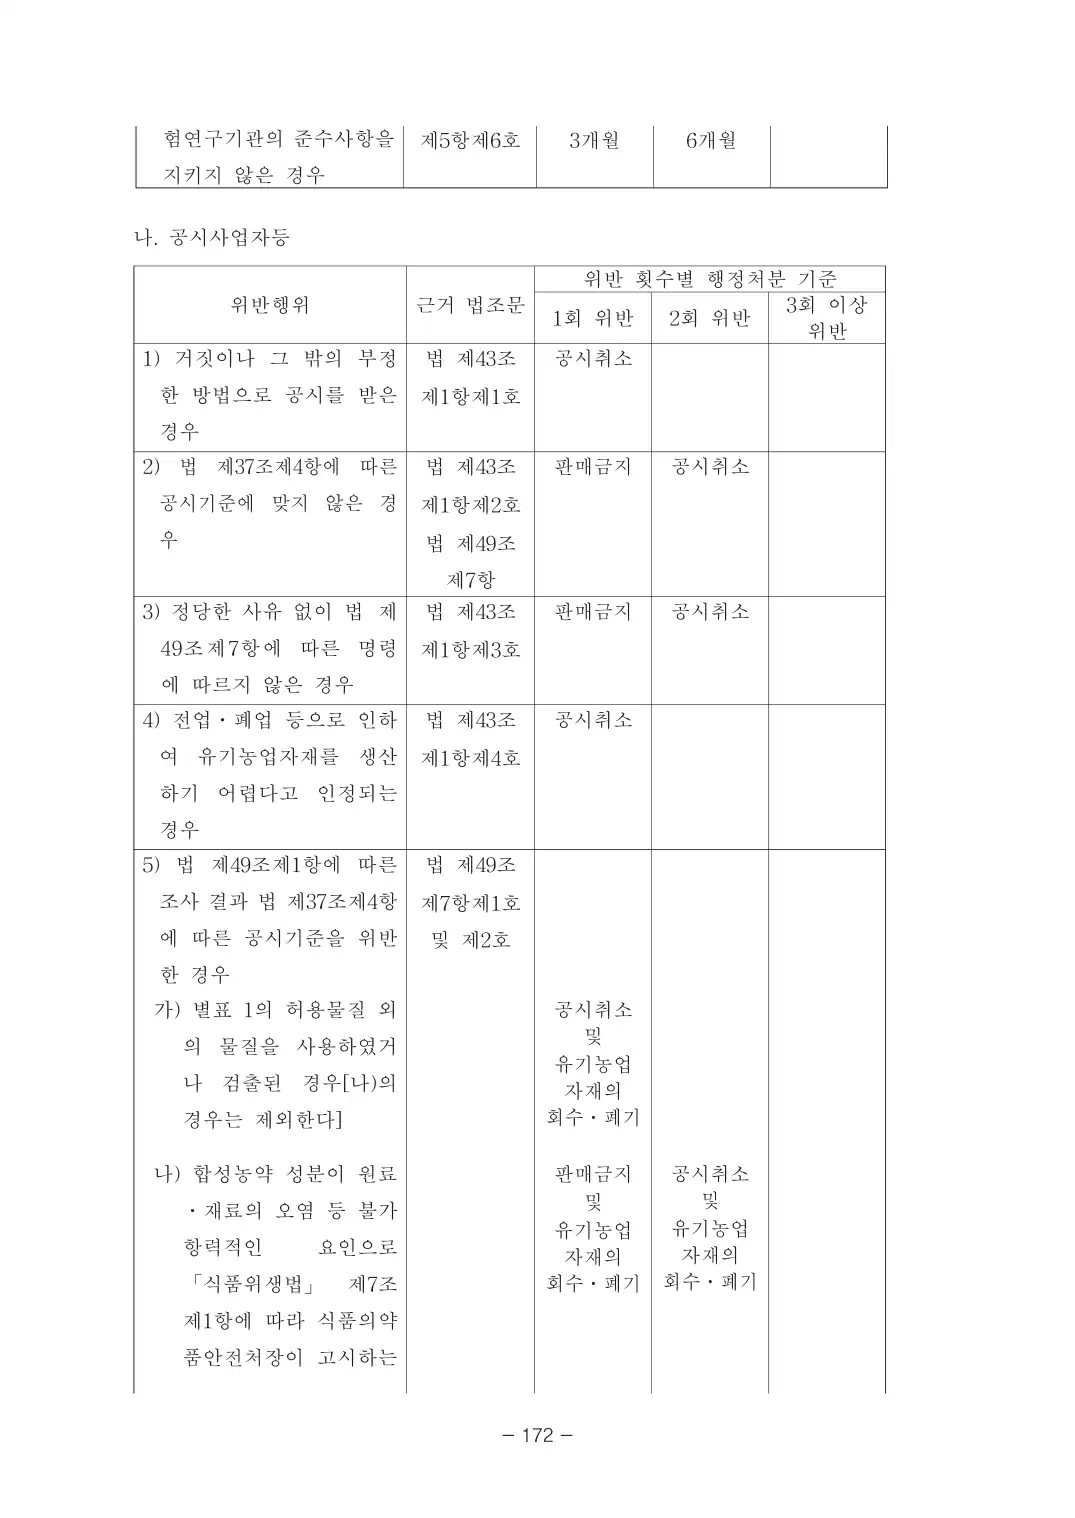 험연구기관의 준수사항을 제5항제6호 3개월 6개월
지키지 않은 경우
나. 공시사업자등
위반행위 근거 법조문 위반 횟수별 행정처분 기준
1회 위반 2회 위반 3회 이상
위반
1) 거짓이나 그 밖의 부정 법 제43조 공시취소
한 방법으로 공시를 받은 제1항제1호
경우
2) 법 제37조제4항에 따른 법 제43조 판매금지 공시취소
공시기준에 맞지 않은 경 제1항제2호
우 법 제49조
제7항
3) 정당한 사유 없이 법 제 법 제43조 판매금지 공시취소
49조제7항에 따른 명령 제1항제3호
에 따르지 않은 경우
4) 전업·폐업 등으로 인하 법 제43조 공시취소
여 유기농업자재를 생산 제1항제4호
하기 어렵다고 인정되는
경우
5) 법 제49조제1항에 따른 법 제49조
조사 결과 법 제37조제4항 제7항제1호
에 따른 공시기준을 위반 및 제2호
한 경우
가) 별표 1의 허용물질 외 공시취소
의 물질을 사용하였거 및
나 검출된 경우[나)의 유기농업
경우는 제외한다] 자재의
회수·폐기
나) 합성농약 성분이 원료 판매금지 공시취소
·재료의 오염 등 불가 및 및
항력적인 요인으로 유기농업 유기농업
「식품위생법」 제7조 자재의 자재의
제1항에 따라 식품의약 회수·폐기 회수·폐기
품안전처장이 고시하는
- 172 -